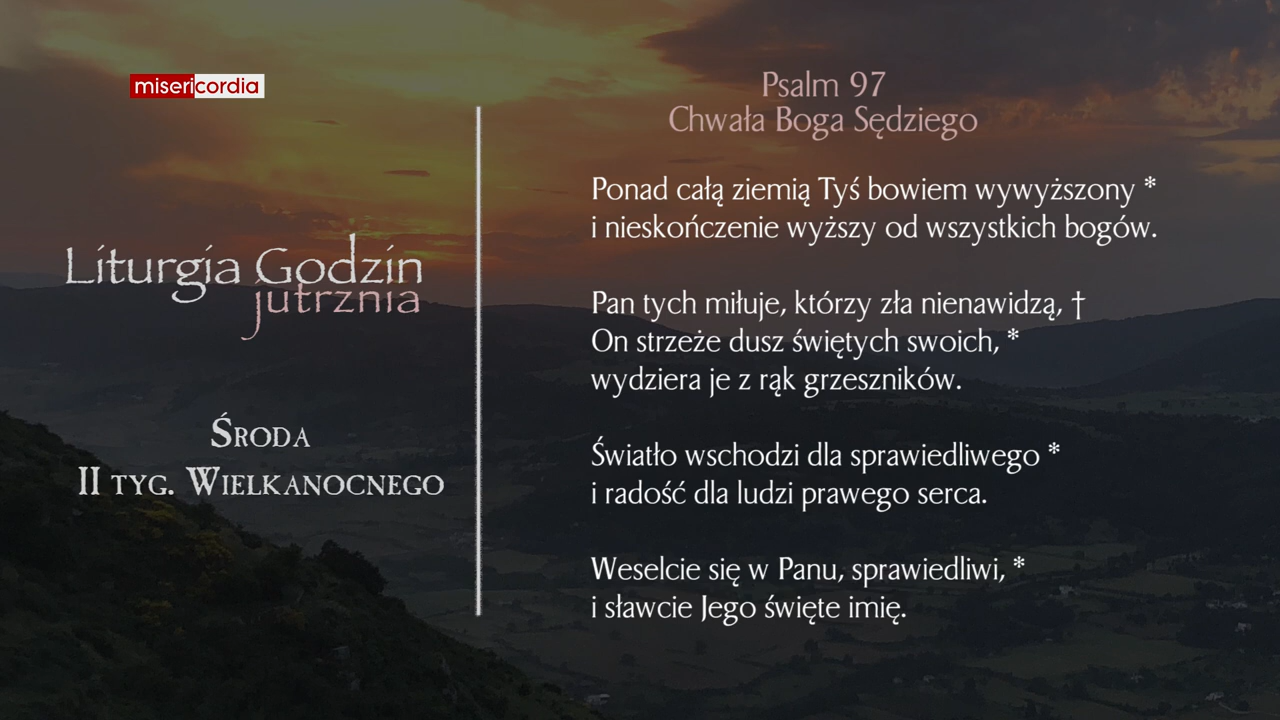 misericordia
Liturgia Godzin
jutrznia
Środa
II tyg. Wielkanocnego
Psalm 97
Chwała Boga Sędziego
Ponad całą ziemią Tyś bowiem wywyższony *
i nieskończenie wyższy od wszystkich bogów.
Pan tych miłuje, którzy zła nienawidzą, †
On strzeże dusz świętych swoich, *
wydziera je z rąk grzeszników.
Światło wschodzi dla sprawiedliwego *
i radość dla ludzi prawego serca.
Weselcie się w Panu, sprawiedliwi, *
i sławcie Jego święte imię.